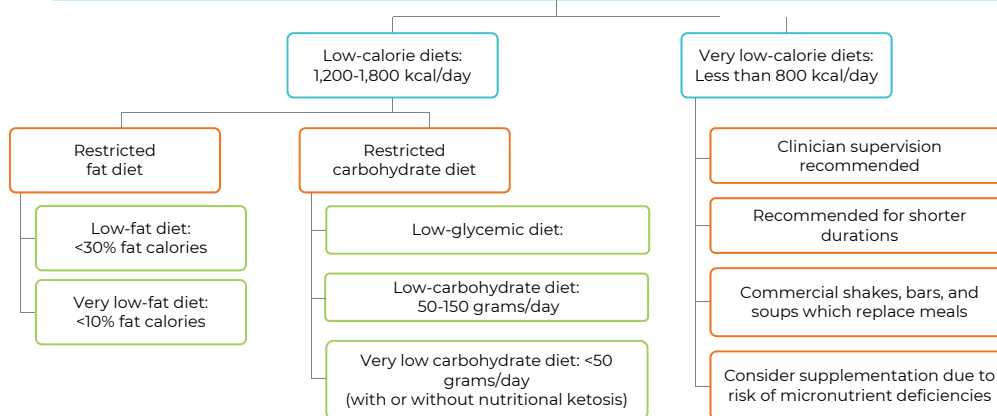 Low-calorie diets:
1,200-1,800 kcal/day
Very low-calorie diets:
Less than 800 kcal/day
Restricted
fat diet
Restricted
carbohydrate diet
Low-fat diet:
<30% fat calories
Very low-fat diet:
<10% fat calories
Low-glycemic diet:
Low-carbohydrate diet:
50-150 grams/day
Very low carbohydrate diet: <50
grams/day
(with or without nutritional ketosis)
Clinician supervision
recommended
Recommended for shorter
durations
Commercial shakes, bars, and
soups which replace meals
Consider supplementation due to
risk of micronutrient deficiencies